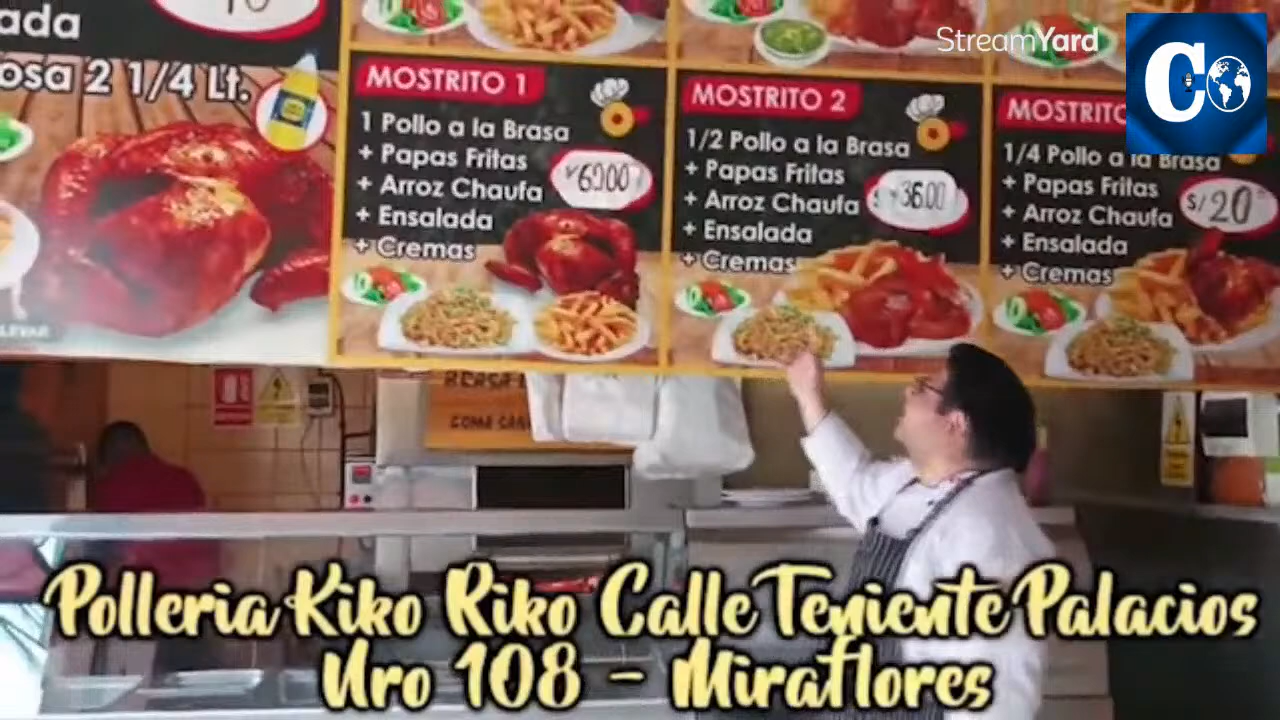 ada
osa 2 1/4 Lt.
LLEVAR
MOSTRITO 1
1 Pollo a la Brasa
+ Papas Fritas
+ Arroz Chaufa
+ Ensalada
+ Cremas
MOSTRITO 2
1/2 Pollo a la Brasa
+ Papas Fritas
+ Arroz Chaufa
+ Ensalada
+ Cremas
36.00
MOSTRITO
1/4 Pollo a la Brasa
+ Papas Fritas
+ Arroz Chaufa
+ Ensalada
+ Cremas
S/ 20
StreamYard
CO
Polleria Kiko Riko Calle Teniente Palacios
Nro 108 - Miraflores